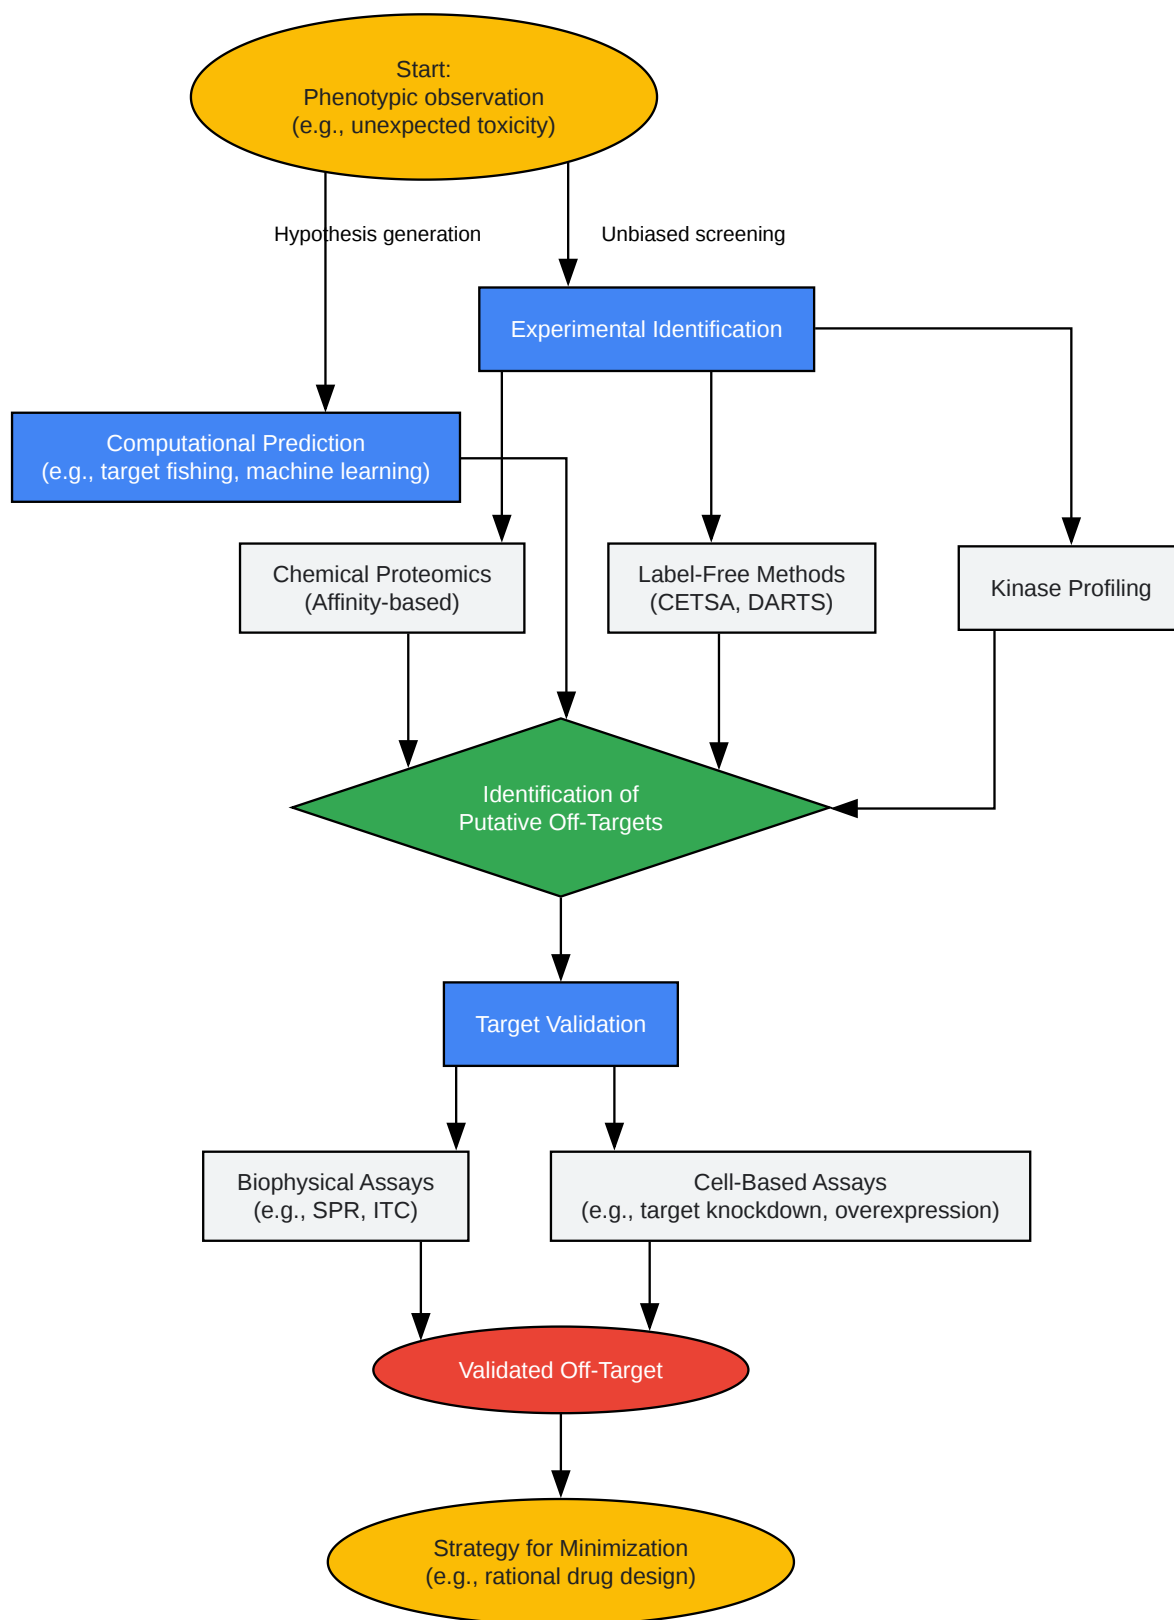 Start:
Phenotypic observation
(e.g., unexpected toxicity)
Hypothesis generation
Unbiased screening
Experimental Identification
Computational Prediction
(e.g., target fishing, machine learning)
Chemical Proteomics
(Affinity-based)
Label-Free Methods
(CETSA, DARTS)
Kinase Profiling
Identification of
Putative Off-Targets
Target Validation
Biophysical Assays
(e.g., SPR, ITC)
Cell-Based Assays
(e.g., target knockdown, overexpression)
Validated Off-Target
Strategy for Minimization
(e.g., rational drug design)